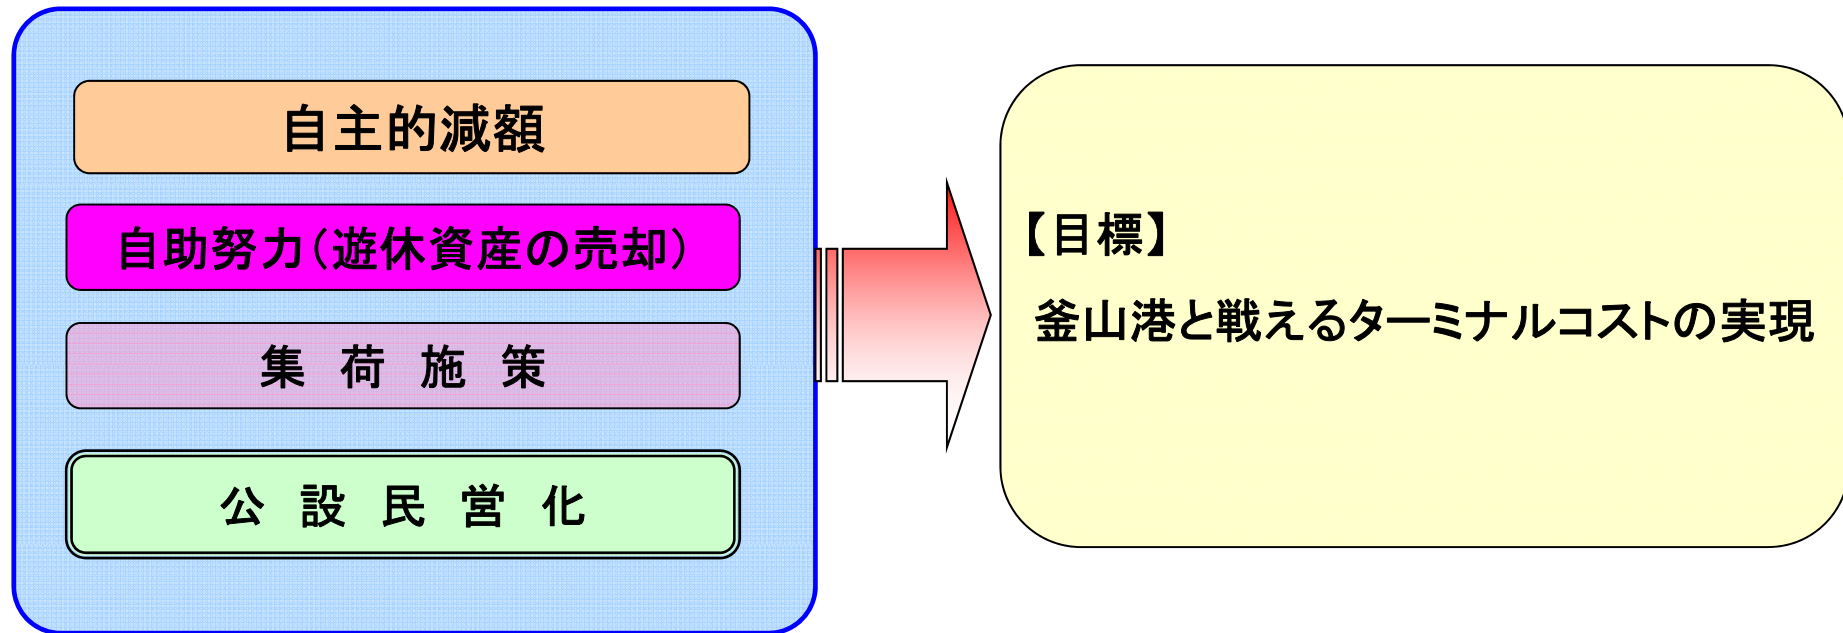 自主的減額
自助努力(遊休資産の売却)
集 荷 施 策
公 設 民 営 化
【目標】
釜山港と戦えるターミナルコストの実現